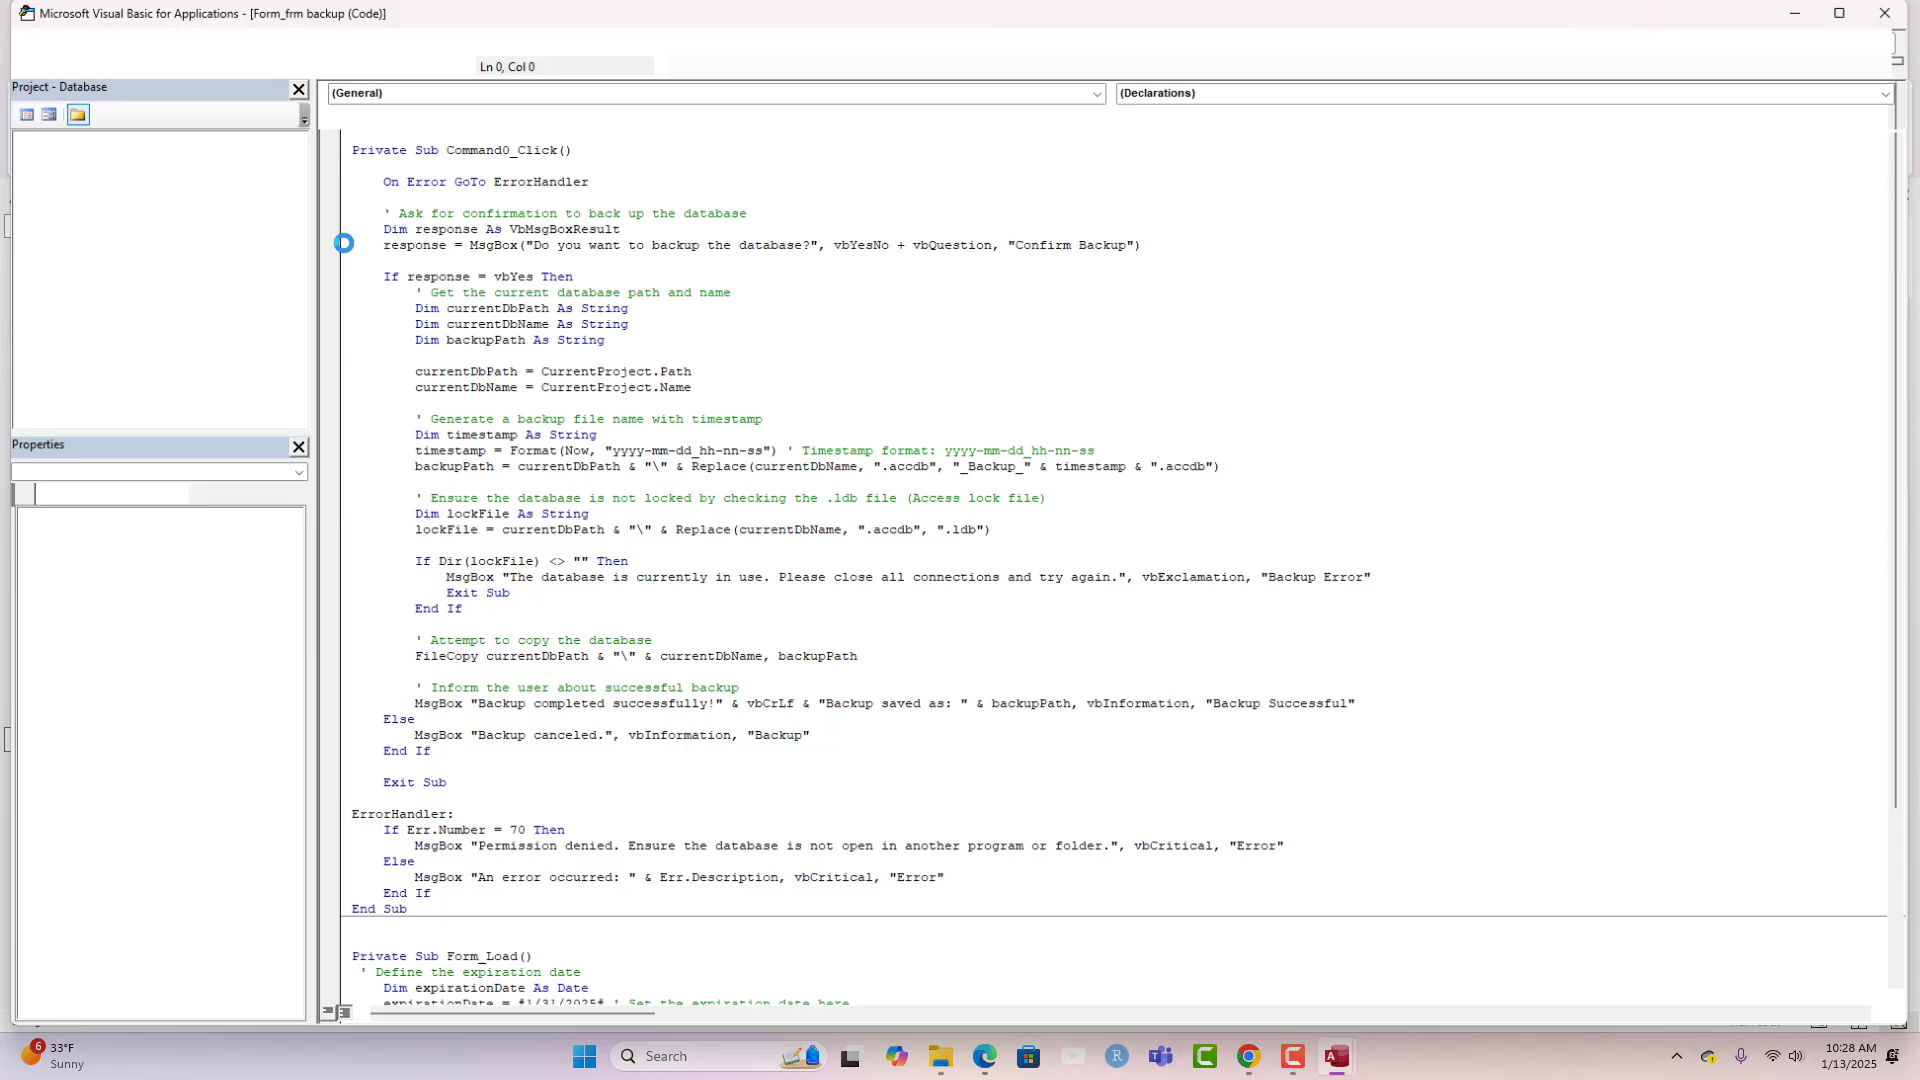 Microsoft Visual Basic for Applications - [Form_frm backup (Code)]
Ln 0, Col 0
Project - Database
(General)
(Declarations)
Properties
Private Sub Command0_Click()
On Error GoTo ErrorHandler
' Ask for confirmation to back up the database
Dim response As VbMsgBoxResult
response = MsgBox("Do you want to backup the database?", vbYesNo + vbQuestion, "Confirm Backup")
If response = vbYes Then
' Get the current database path and name
Dim currentDbPath As String
Dim currentDbName As String
Dim backupPath As String
currentDbPath = CurrentProject.Path
currentDbName = CurrentProject.Name
' Generate a backup file name with timestamp
Dim timestamp As String
timestamp = Format(Now, "yyyy-mm-dd_hh-nn-ss") ' Timestamp format: yyyy-mm-dd_hh-nn-ss
backupPath = currentDbPath & "\" & Replace(currentDbName, ".accdb", "_Backup_" & timestamp & ".accdb")
' Ensure the database is not locked by checking the .ldb file (Access lock file)
Dim lockFile As String
lockFile = currentDbPath & "\" & Replace(currentDbName, ".accdb", ".ldb")
If Dir(lockFile) <> "" Then
MsgBox "The database is currently in use. Please close all connections and try again.", vbExclamation, "Backup Error"
Exit Sub
End If
' Attempt to copy the database
FileCopy currentDbPath & "\" & currentDbName, backupPath
' Inform the user about successful backup
MsgBox "Backup completed successfully!" & vbCrLf & "Backup saved as: " & backupPath, vbInformation, "Backup Successful"
Else
MsgBox "Backup canceled.", vbInformation, "Backup"
End If
Exit Sub
ErrorHandler:
If Err.Number = 70 Then
MsgBox "Permission denied. Ensure the database is not open in another program or folder.", vbCritical, "Error"
Else
MsgBox "An error occurred: " & Err.Description, vbCritical, "Error"
End If
End Sub
Private Sub Form_Load()
' Define the expiration date
Dim expirationDate As Date
expirationDate = #1/31/2025# ' Set the expiration date here
6
33°F
Sunny
Search
10:28 AM
1/13/2025